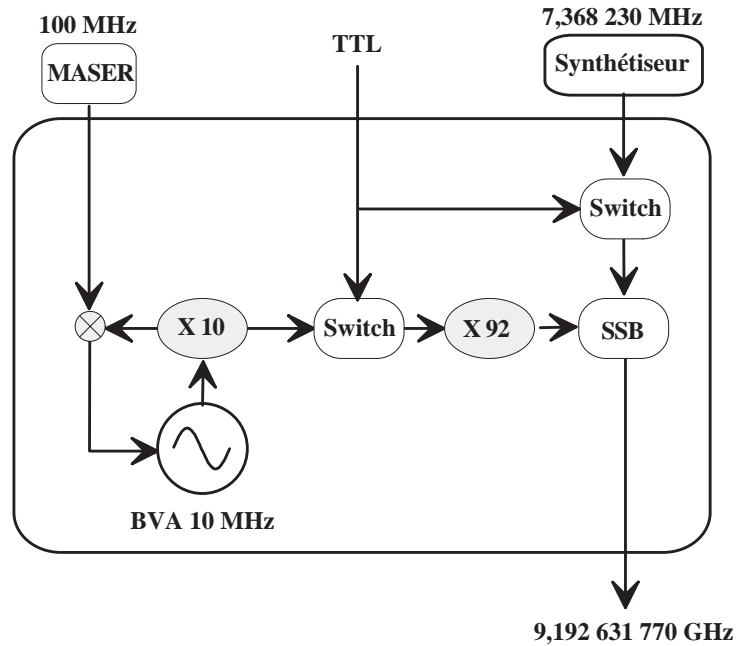 7,368 230 MHz
100 MHz
TTL
MASER
Synthétiseur
Switch
X 10
Switch
X 92
SSB
BVA 10 MHz
9,192 631 770 GHz